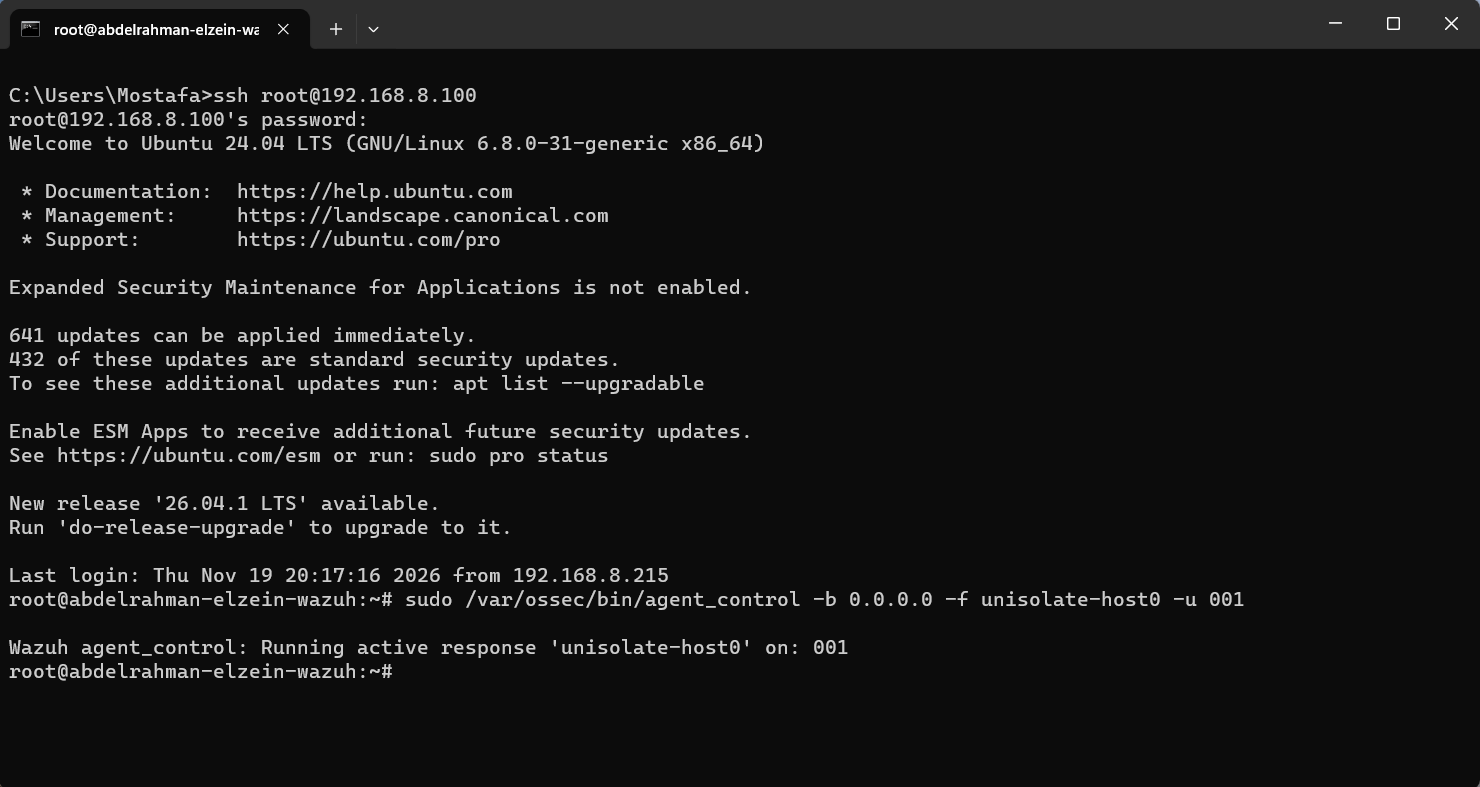 root@abdelrahman-elzein-wa
C:\Users\Mostafa>ssh root@192.168.8.100
root@192.168.8.100's password:
Welcome to Ubuntu 24.04 LTS (GNU/Linux 6.8.0-31-generic x86_64)
* Documentation:  https://help.ubuntu.com
* Management:     https://landscape.canonical.com
* Support:        https://ubuntu.com/pro
Expanded Security Maintenance for Applications is not enabled.
641 updates can be applied immediately.
432 of these updates are standard security updates.
To see these additional updates run: apt list --upgradable
Enable ESM Apps to receive additional future security updates.
See https://ubuntu.com/esm or run: sudo pro status
New release '26.04.1 LTS' available.
Run 'do-release-upgrade' to upgrade to it.
Last login: Thu Nov 19 20:17:16 2026 from 192.168.8.215
root@abdelrahman-elzein-wazuh:~# sudo /var/ossec/bin/agent_control -b 0.0.0.0 -f unisolate-host0 -u 001
Wazuh agent_control: Running active response 'unisolate-host0' on: 001
root@abdelrahman-elzein-wazuh:~#